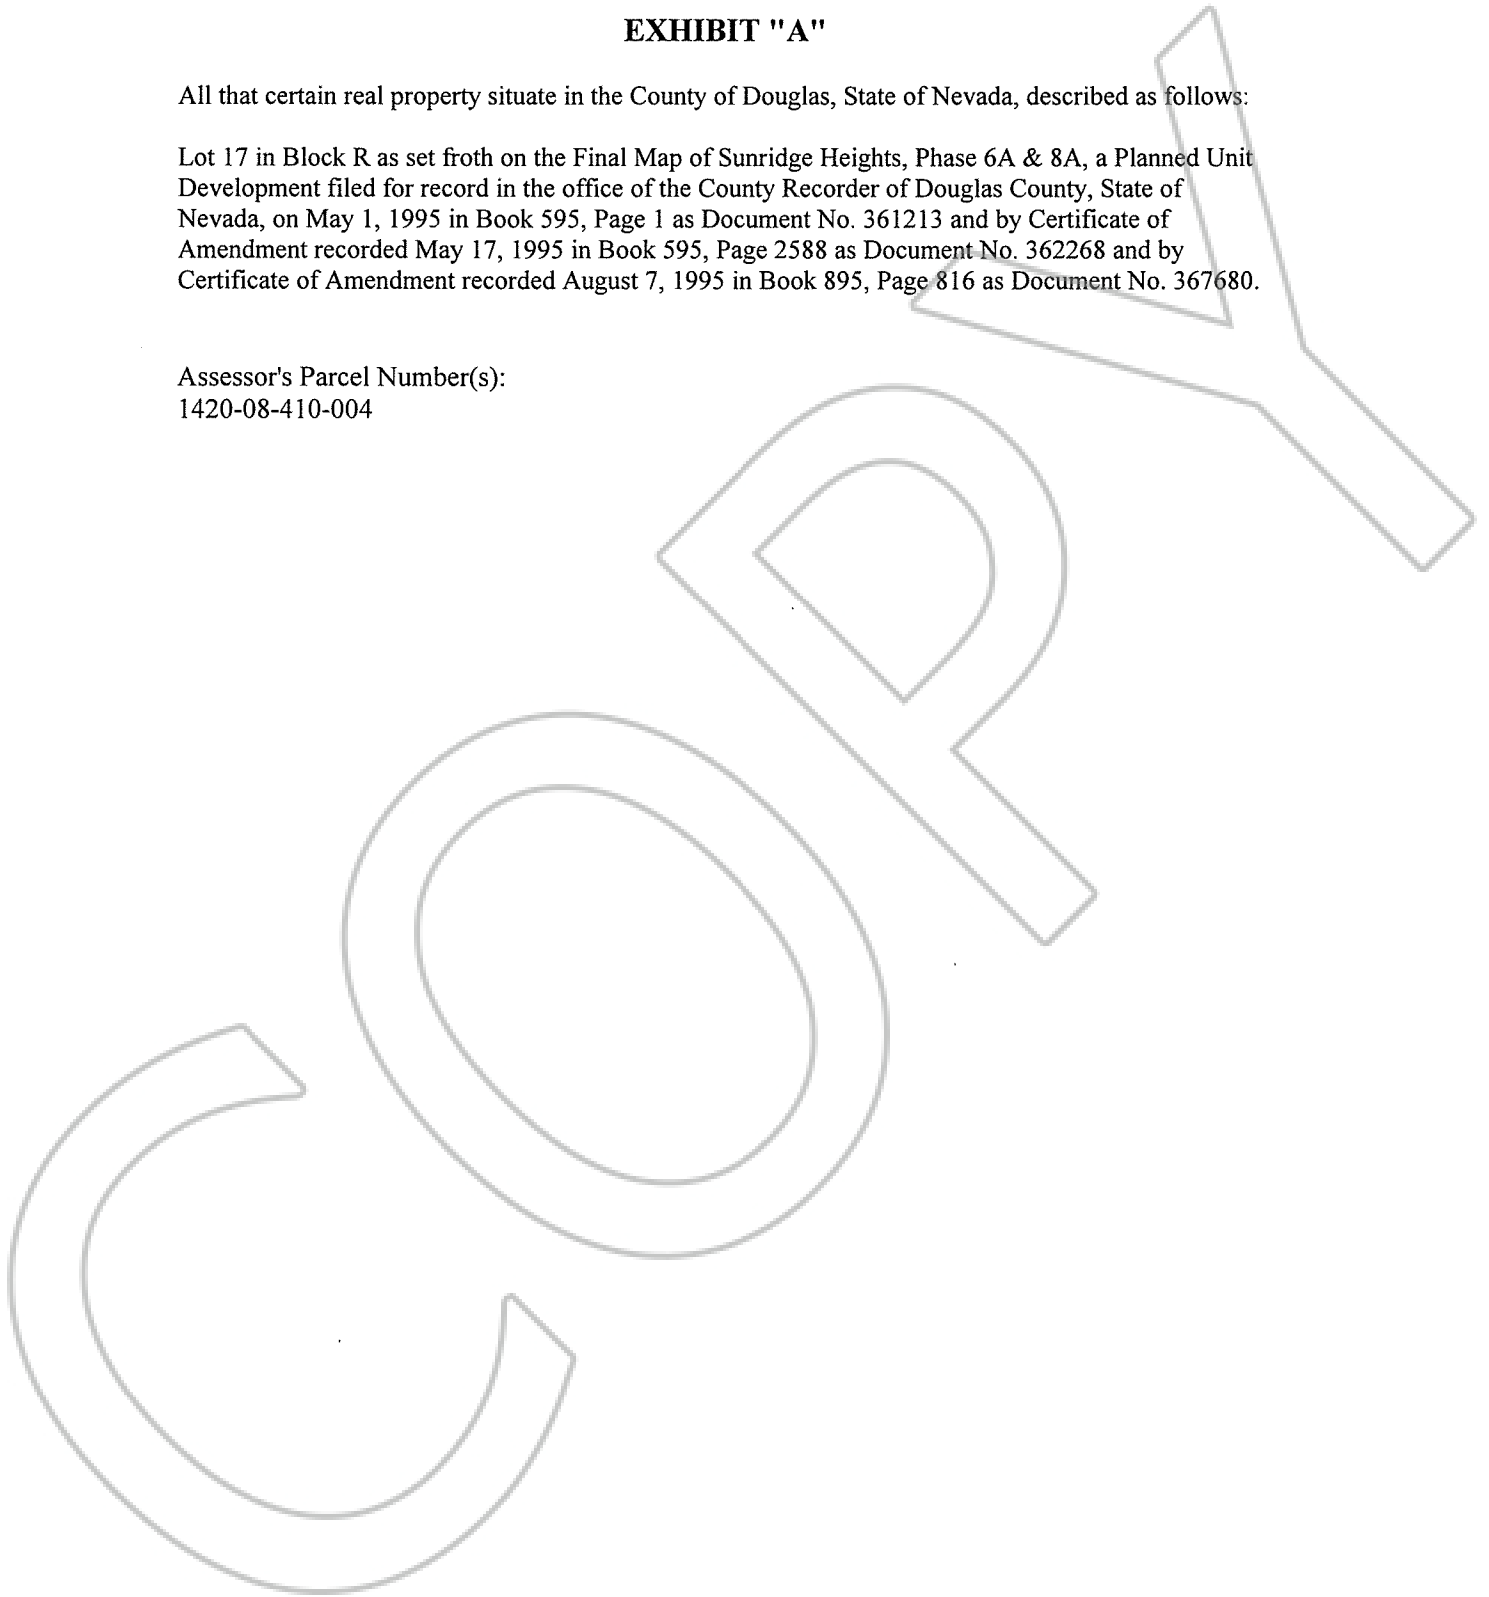 EXHIBIT "A"
All that certain real property situate in the County of Douglas, State of Nevada, described as follows:
Lot 17 in Block R as set froth on the Final Map of Sunridge Heights, Phase 6A & 8A, a Planned Unit
Development filed for record in the office of the County Recorder of Douglas County, State of
Nevada, on May 1, 1995 in Book 595, Page 1 as Document No. 361213 and by Certificate of
Amendment recorded May 17, 1995 in Book 595, Page 2588 as Document No. 362268 and by
Certificate of Amendment recorded August 7, 1995 in Book 895, Page 816 as Document No. 367680.
Assessor's Parcel Number(s):
1420-08-410-004
COPY